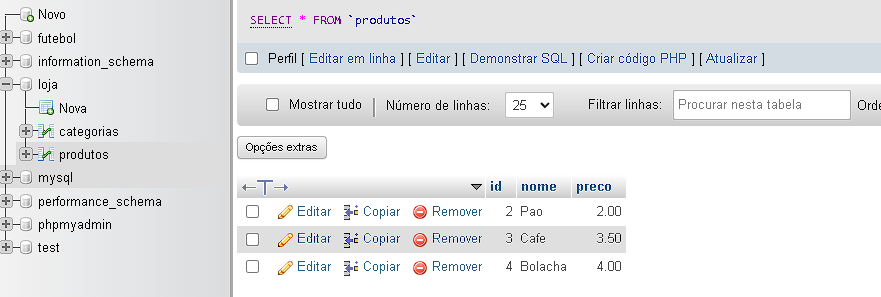 Novo
futebol
information_schema
loja
Nova
categorias
produtos
mysql
performance_schema
phpmyadmin
test
SELECT * FROM `produtos`
Perfil [ Editar em linha ] [ Editar ] [ Demonstrar SQL ] [ Criar código PHP ] [ Atualizar ]
Mostrar tudo | Número de linhas: 25 Filtrar linhas: Procurar nesta tabela Orde
Opções extras
id nome preco
Editar Copiar Remover 2 Pao 2.00
Editar Copiar Remover 3 Cafe 3.50
Editar Copiar Remover 4 Bolacha 4.00